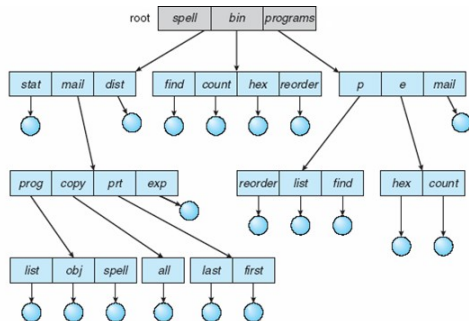 root spell bin programs
stat mail dist find count hex reorder p e mail
prog copy prt exp reorder list find hex count
list obj spell all last first